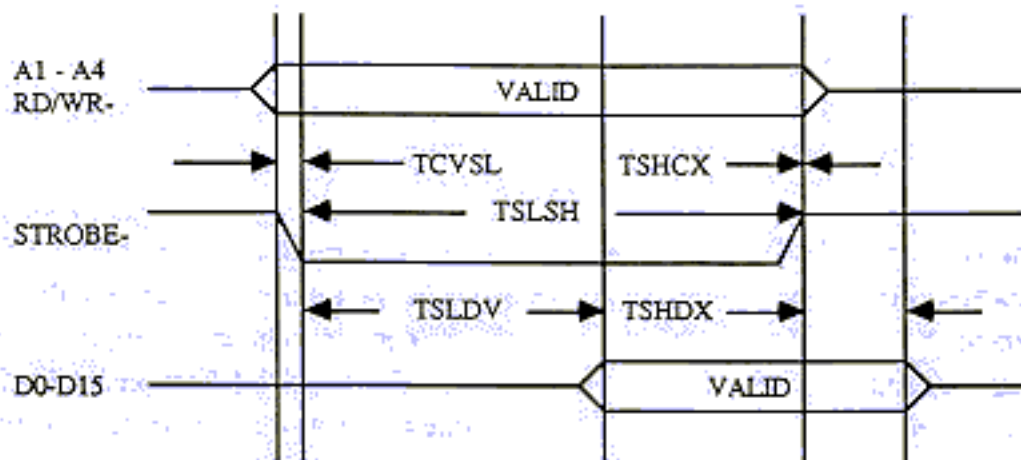 A1 - A4
RD/WR-
VALID
TCVSL
TSHCX
TSLSH
STROBE-
TSLDV
TSHDX
D0-D15
VALID